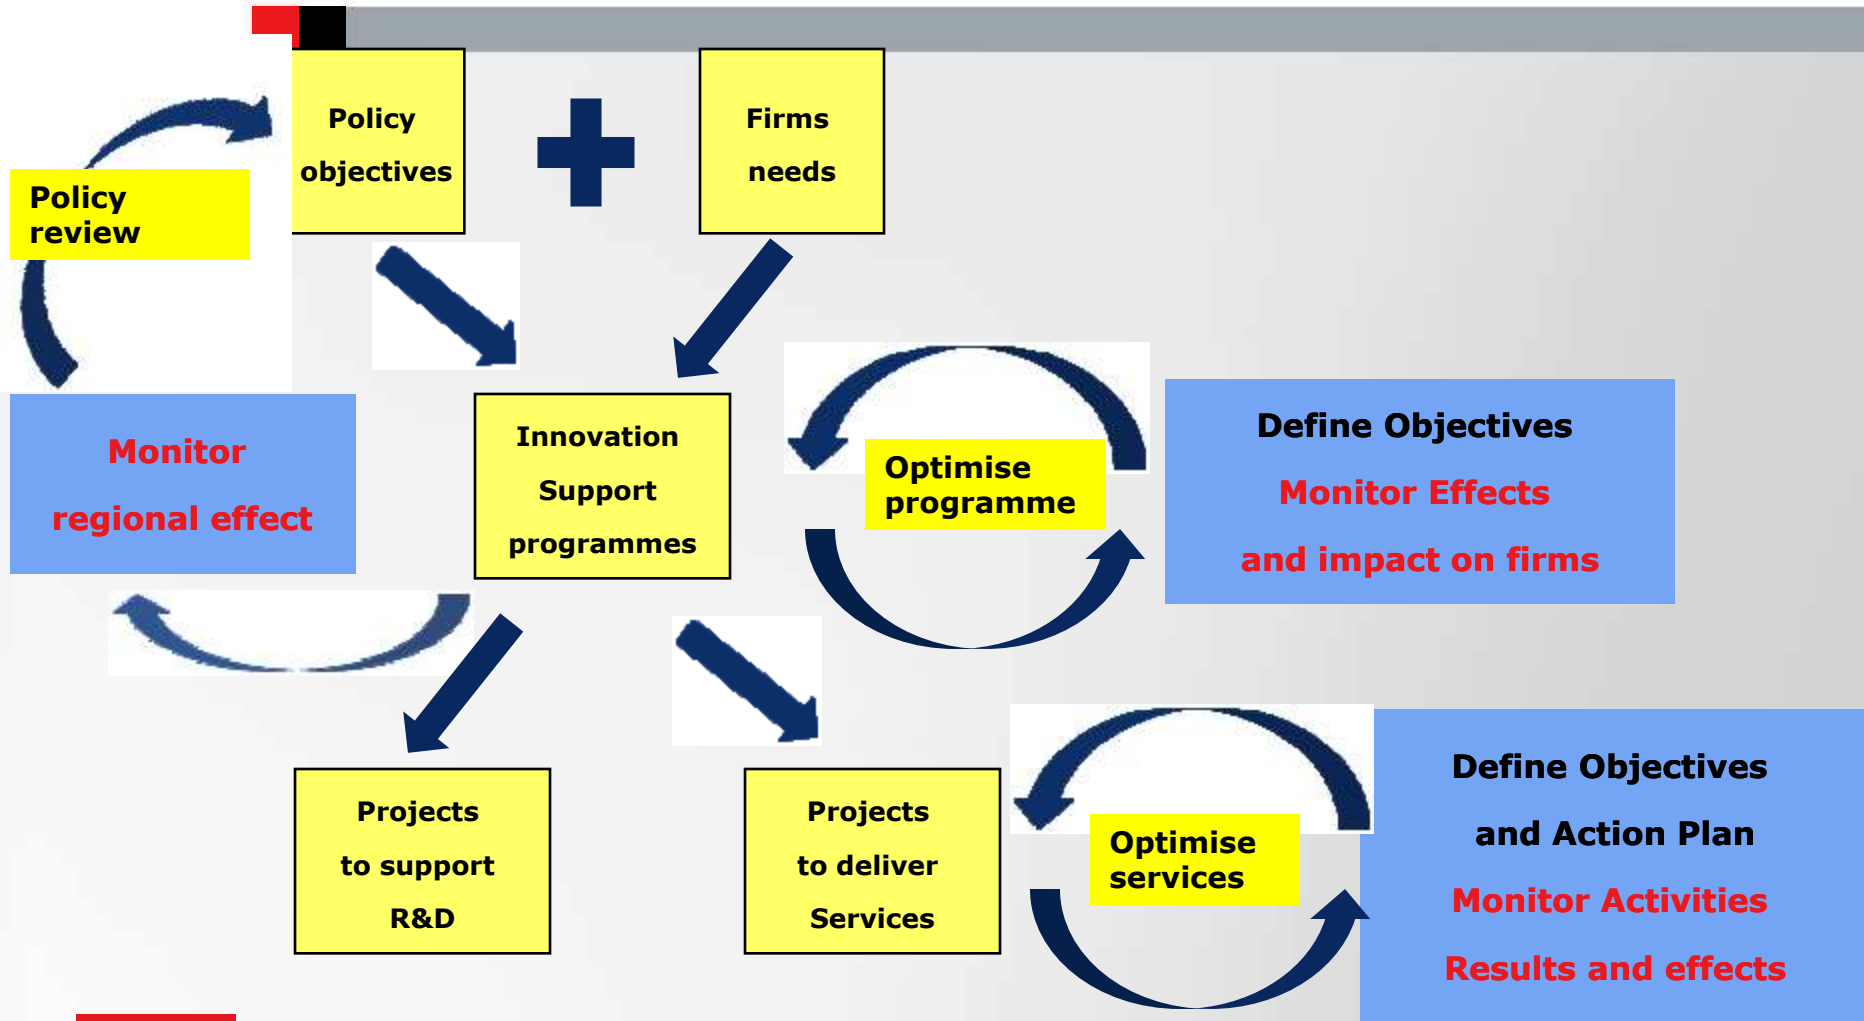 Policy
objectives
Firms
needs
Policy
review
Monitor
regional effect
Innovation
Support
programmes
Optimise
programme
Define Objectives
Monitor Effects
and impact on firms
Projects
to support
R&D
Projects
to deliver
Services
Optimise
services
Define Objectives
and Action Plan
Monitor Activities
Results and effects